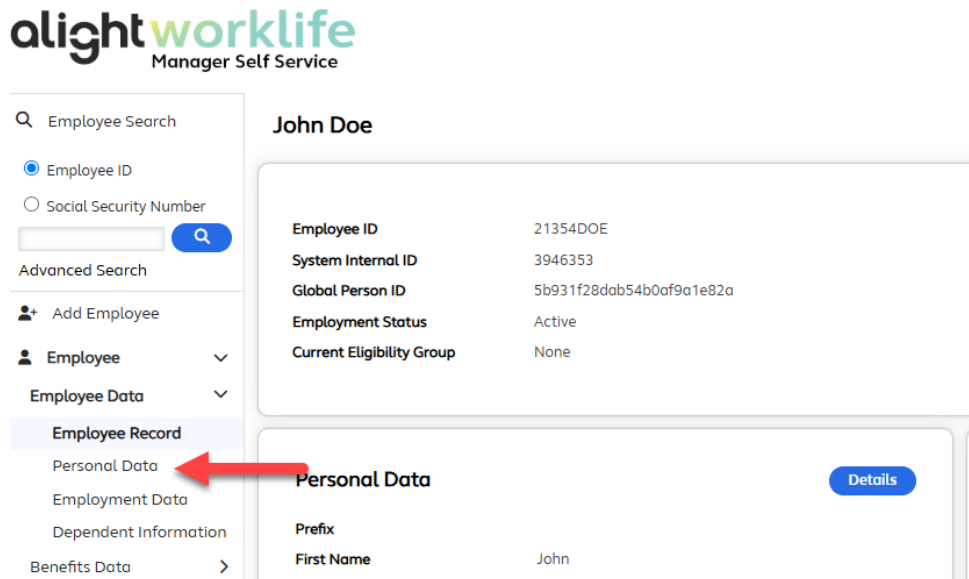 alightworklife
Manager Self Service
Employee Search
Employee ID
Social Security Number
Advanced Search
Add Employee
Employee
Employee Data
Employee Record
Personal Data
Employment Data
Dependent Information
Benefits Data
John Doe
Employee ID 21354DOE
System Internal ID 3946353
Global Person ID 5b931f28dab54b0af9a1e82a
Employment Status Active
Current Eligibility Group None
Personal Data Details
Prefix
First Name John